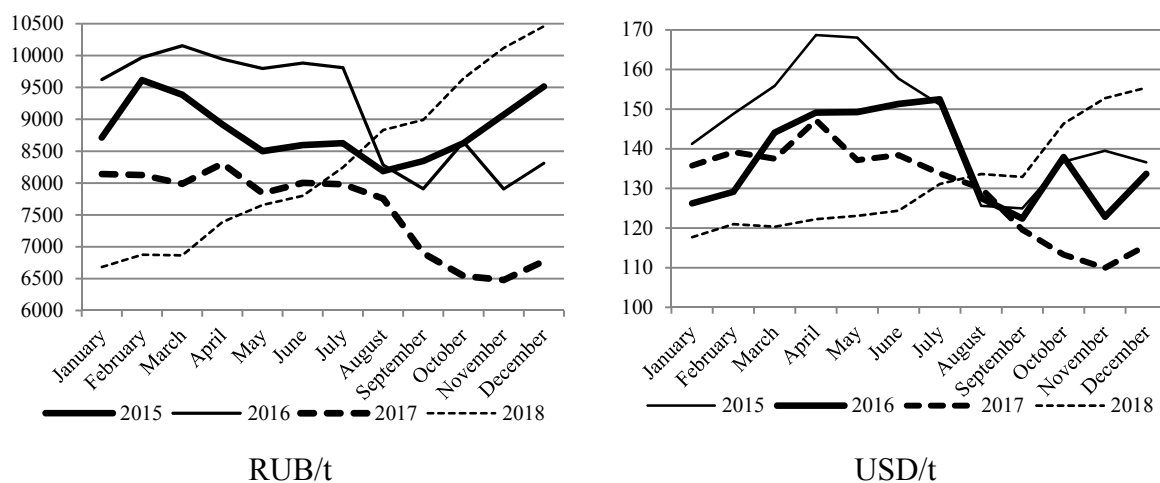 10500
10000
9500
9000
8500
8000
7500
7000
6500
6000
January
February
March
April
May
June
July
August
September
October
November
December
2015
2016
2017
2018
RUB/t
170
160
150
140
130
120
110
100
January
February
March
April
May
June
July
August
September
October
November
December
2015
2016
2017
2018
USD/t